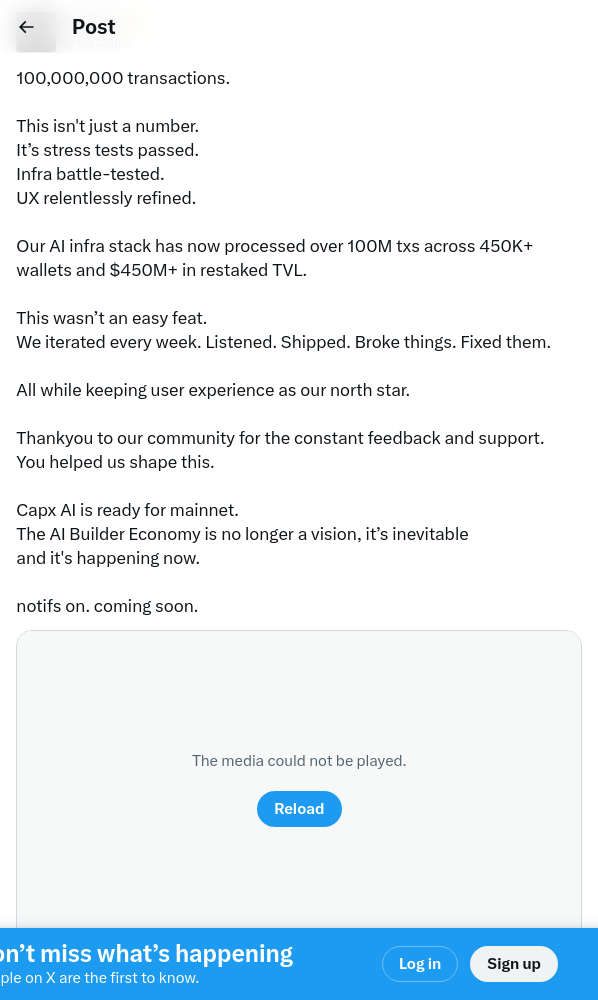 Post
100,000,000 transactions.
This isn't just a number.
It’s stress tests passed.
Infra battle-tested.
UX relentlessly refined.
Our AI infra stack has now processed over 100M txs across 450K+
wallets and $450M+ in restaked TVL.
This wasn’t an easy feat.
We iterated every week. Listened. Shipped. Broke things. Fixed them.
All while keeping user experience as our north star.
Thankyou to our community for the constant feedback and support.
You helped us shape this.
Capx AI is ready for mainnet.
The AI Builder Economy is no longer a vision, it’s inevitable
and it's happening now.
notifs on. coming soon.
The media could not be played.
Reload
on’t miss what’s happening
ple on X are the first to know.
Log in
Sign up